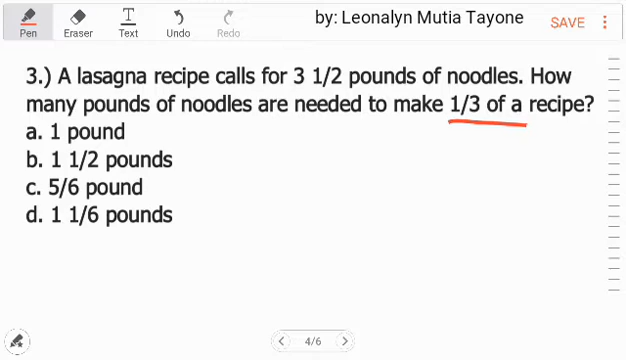 by: Leonalyn Mutia Tayone
SAVE
Pen
Eraser
Text
Undo
Redo
3.) A lasagna recipe calls for 3 1/2 pounds of noodles. How
many pounds of noodles are needed to make 1/3 of a recipe?
a. 1 pound
b. 1 1/2 pounds
c. 5/6 pound
d. 1 1/6 pounds
4/6